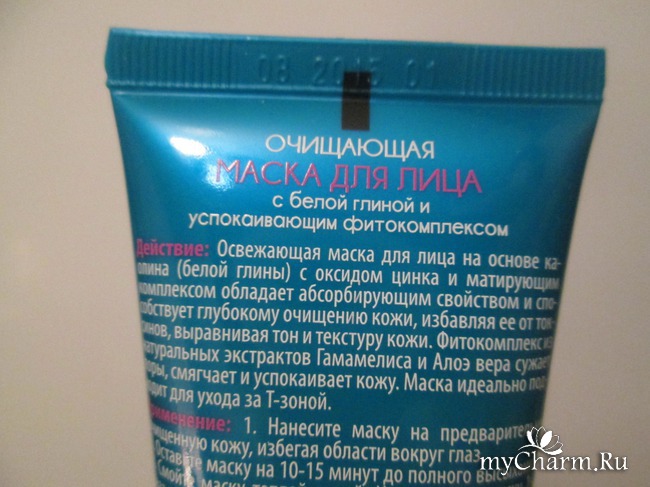 08 2015 01
ОЧИЩАЮЩАЯ
МАСКА ДЛЯ ЛИЦА
С БЕЛОЙ ГЛИНОЙ И
УСПОКАИВАЮЩИМ ФИТОКОМПЛЕКСОМ
Действие: Освежающая маска для лица на основе ка-
олина (белой глины) с оксидом цинка и матирующим
комплексом обладает абсорбирующим свойством и спо-
собствует глубокому очищению кожи, избавляя ее от ток-
синов, выравнивая тон и текстуру кожи. Фитокомплекс из
натуральных экстрактов Гамамелиса и Алоэ вера сужает
поры, смягчает и успокаивает кожу. Маска идеально под-
ходит для ухода за Т-зоной.
Применение: 1. Нанесите маску на предварительно
очищенную кожу, избегая области вокруг глаз.
Оставьте маску на 10-15 минут до полного
маску
myCharm.Ru